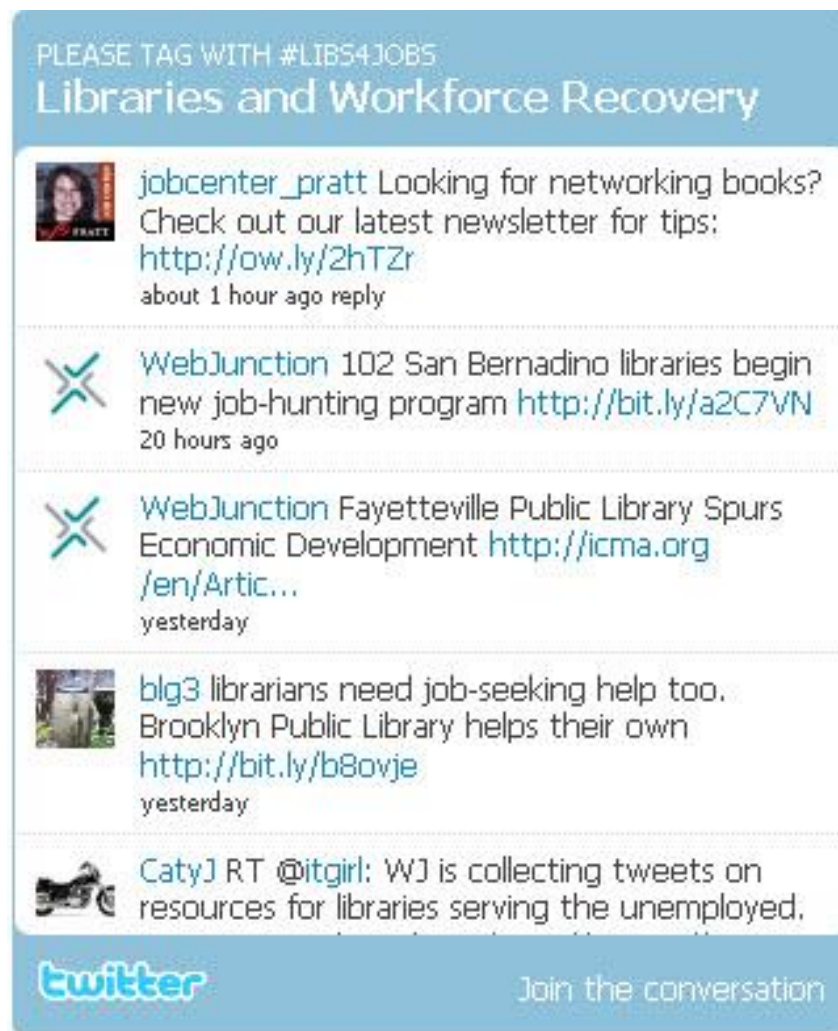 PLEASE TAG WITH #LIBS4JOBS
Libraries and Workforce Recovery
jobcenter_pratt Looking for networking books?
Check out our latest newsletter for tips:
http://ow.ly/2hTZr
about 1 hour ago reply
PRATT
WebJunction 102 San Bernadino libraries begin
new job-hunting program http://bit.ly/a2C7VN
20 hours ago
WebJunction Fayetteville Public Library Spurs
Economic Development http://icma.org
/en/Artic...
yesterday
blg3 librarians need job-seeking help too.
Brooklyn Public Library helps their own
http://bit.ly/b8ovje
yesterday
CatyJ RT @itgirl: WJ is collecting tweets on
resources for libraries serving the unemployed.
twitter
Join the conversation